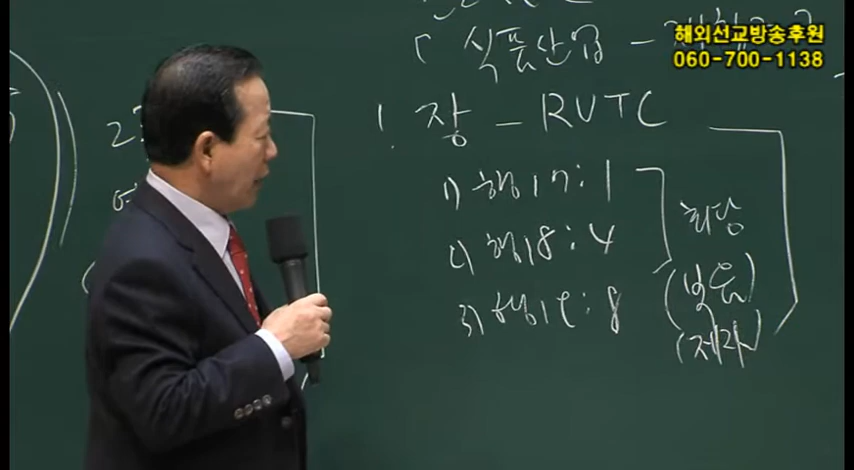 해외선교방송후원
060-700-1138
「식품산업 -
1장 - RUTC
1) 행17:1
2) 행18:4
3) 행19:8
회당
(복음)
(제자)